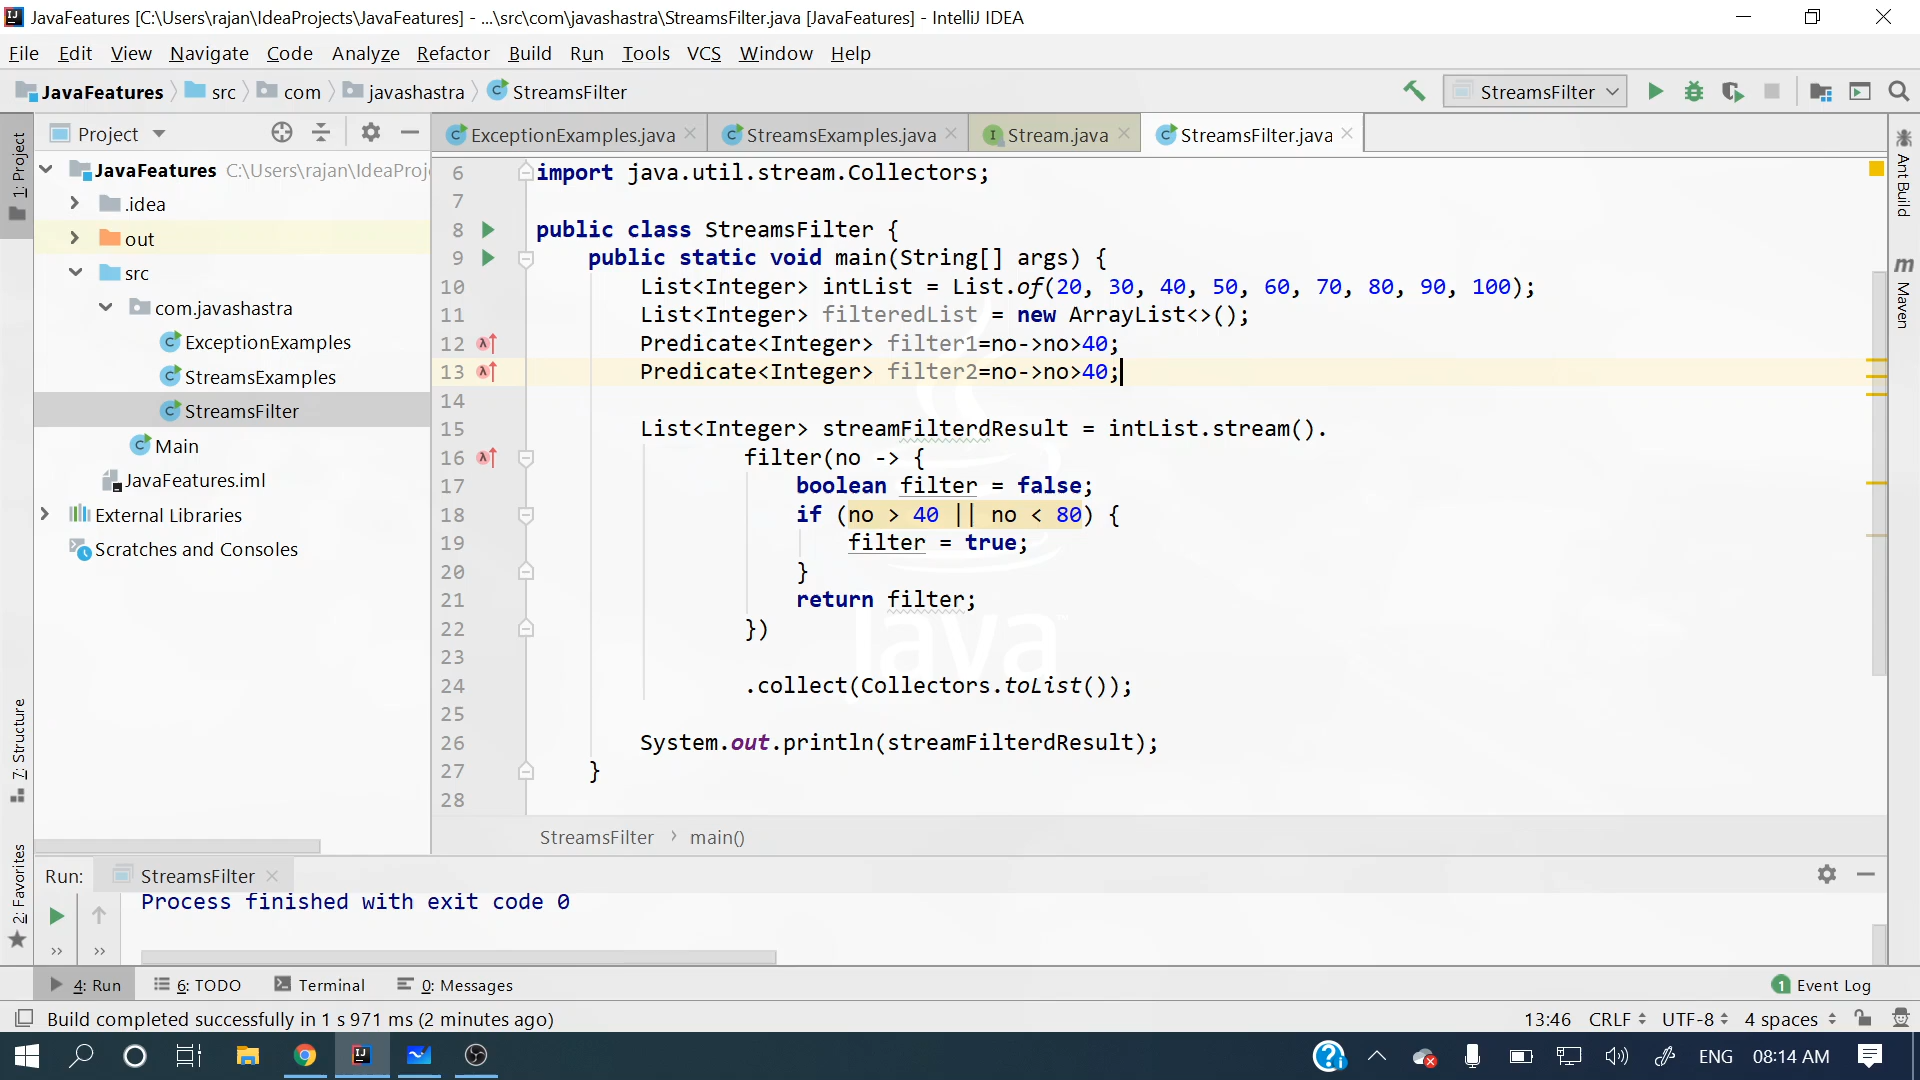 JavaFeatures [C:\Users\rajan\IdeaProjects\JavaFeatures] - ...\src\com\javashastra\StreamsFilter.java [JavaFeatures] - IntelliJ IDEA
File Edit View Navigate Code Analyze Refactor Build Run Tools VCS Window Help
JavaFeatures src com javashastra StreamsFilter
StreamsFilter
1: Project
Project
JavaFeatures C:\Users\rajan\IdeaProj
.idea
out
src
com.javashastra
ExceptionExamples
StreamsExamples
StreamsFilter
Main
JavaFeatures.iml
External Libraries
Scratches and Consoles
7: Structure
2: Favorites
ExceptionExamples.java StreamsExamples.java Stream.java StreamsFilter.java
6 import java.util.stream.Collectors;
7
8 public class StreamsFilter {
9 public static void main(String[] args) {
10 List<Integer> intList = List.of(20, 30, 40, 50, 60, 70, 80, 90, 100);
11 List<Integer> filteredList = new ArrayList<>();
12 Predicate<Integer> filter1=no->no>40;
13 Predicate<Integer> filter2=no->no>40;
14
15 List<Integer> streamFilterdResult = intList.stream().
16 filter(no -> {
17 boolean filter = false;
18 if (no > 40 || no < 80) {
19 filter = true;
20 }
21 return filter;
22 })
23
24 .collect(Collectors.toList());
25
26 System.out.println(streamFilterdResult);
27 }
28
Java
StreamsFilter › main()
Ant Build
m Maven
Run: StreamsFilter
Process finished with exit code 0
4: Run 6: TODO Terminal 0: Messages 1 Event Log
Build completed successfully in 1 s 971 ms (2 minutes ago) 13:46 CRLF UTF-8 4 spaces
ENG 08:14 AM